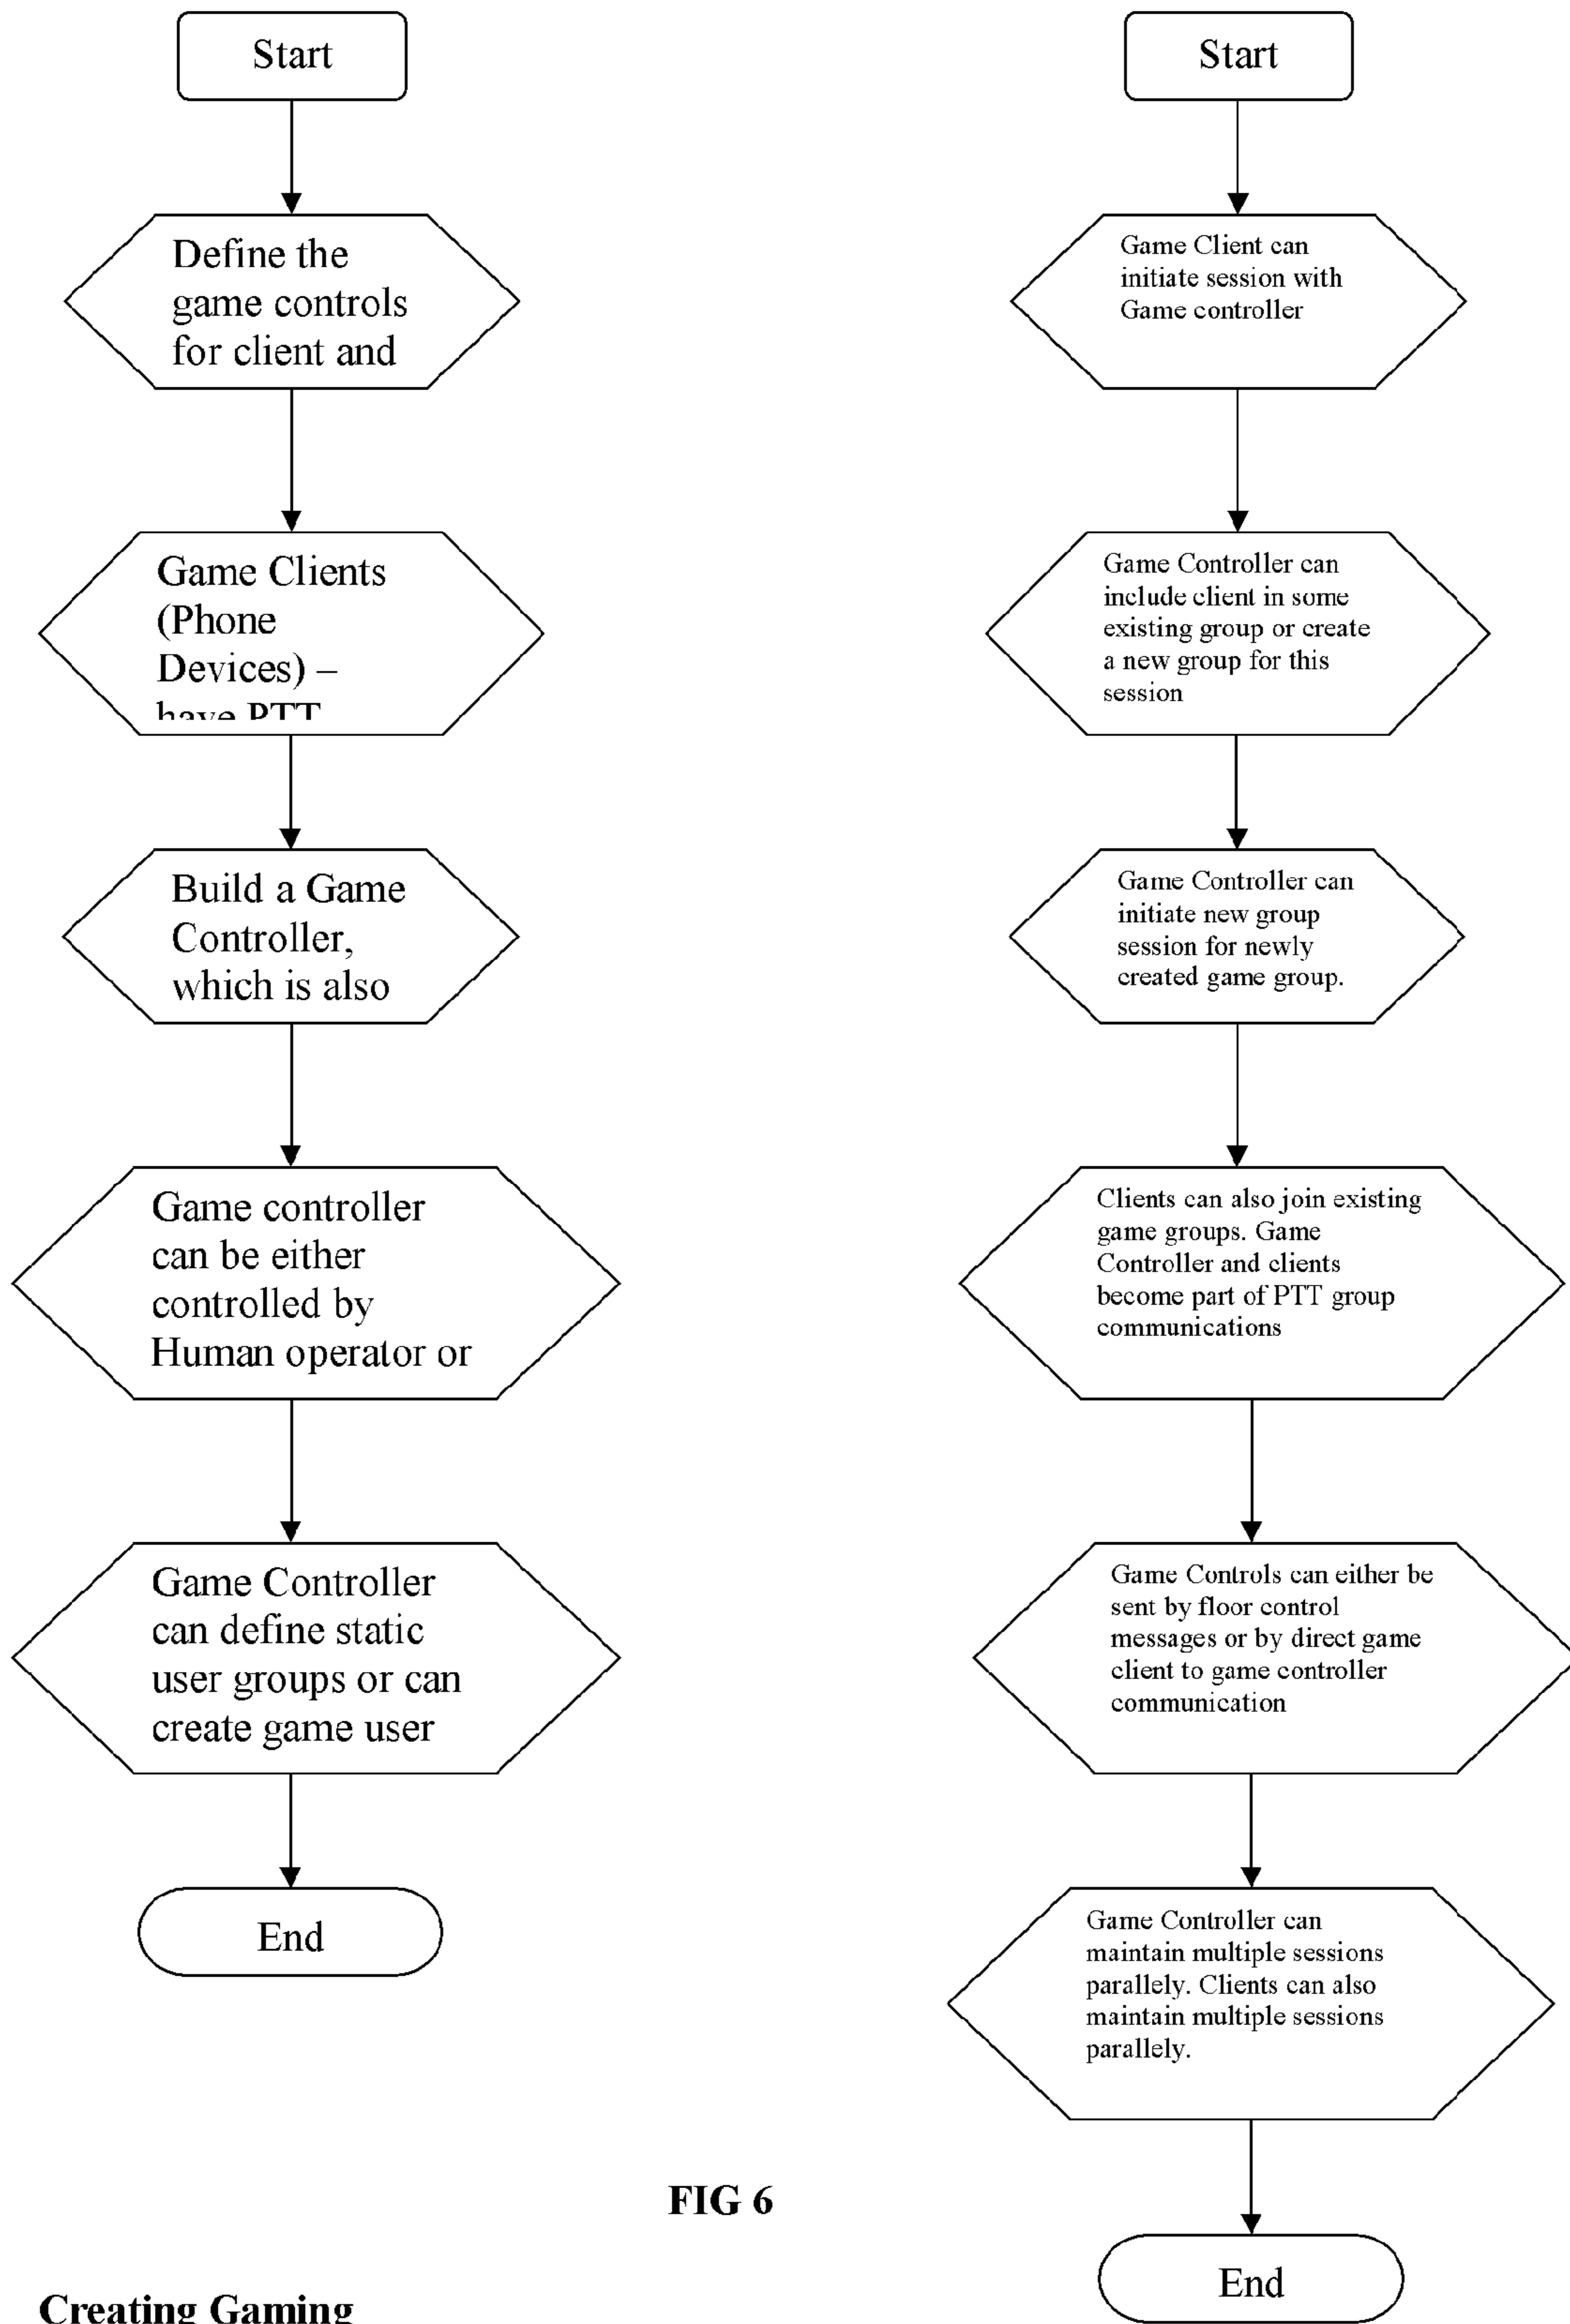 Start
Define the
game controls
for client and
Game Clients
(Phone
Devices) –
have PTT
Build a Game
Controller,
which is also
Game controller
can be either
controlled by
Human operator or
Game Controller
can define static
user groups or can
create game user
End
Start
Game Client can
initiate session with
Game controller
Game Controller can
include client in some
existing group or create
a new group for this
session
Game Controller can
initiate new group
session for newly
created game group.
Clients can also join existing
game groups. Game
Controller and clients
become part of PTT group
communications
Game Controls can either be
sent by floor control
messages or by direct game
client to game controller
communication
Game Controller can
maintain multiple sessions
parallely. Clients can also
maintain multiple sessions
parallely.
End
FIG 6
Creating Gaming